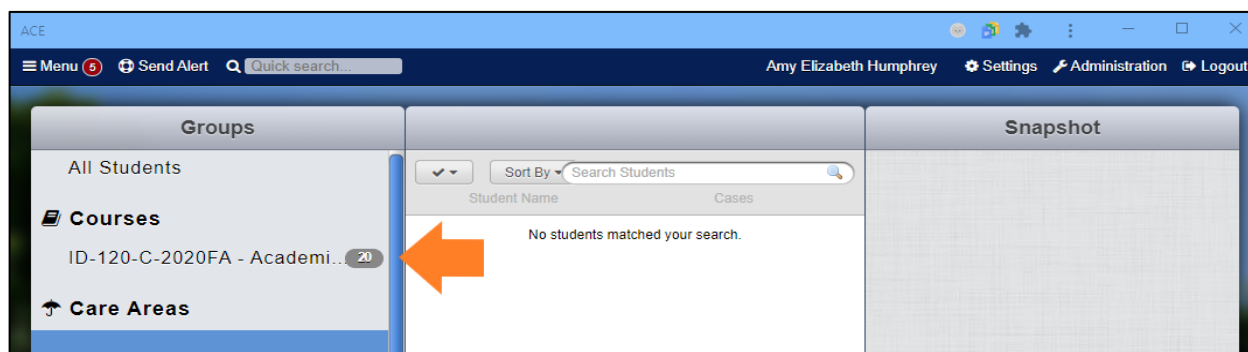 ACE
Menu 5 Send Alert Quick search... Amy Elizabeth Humphrey Settings Administration Logout
Groups
Snapshot
All Students
Sort By
Search Students
Student Name Cases
Courses
No students matched your search.
ID-120-C-2020FA - Academi... 20
Care Areas